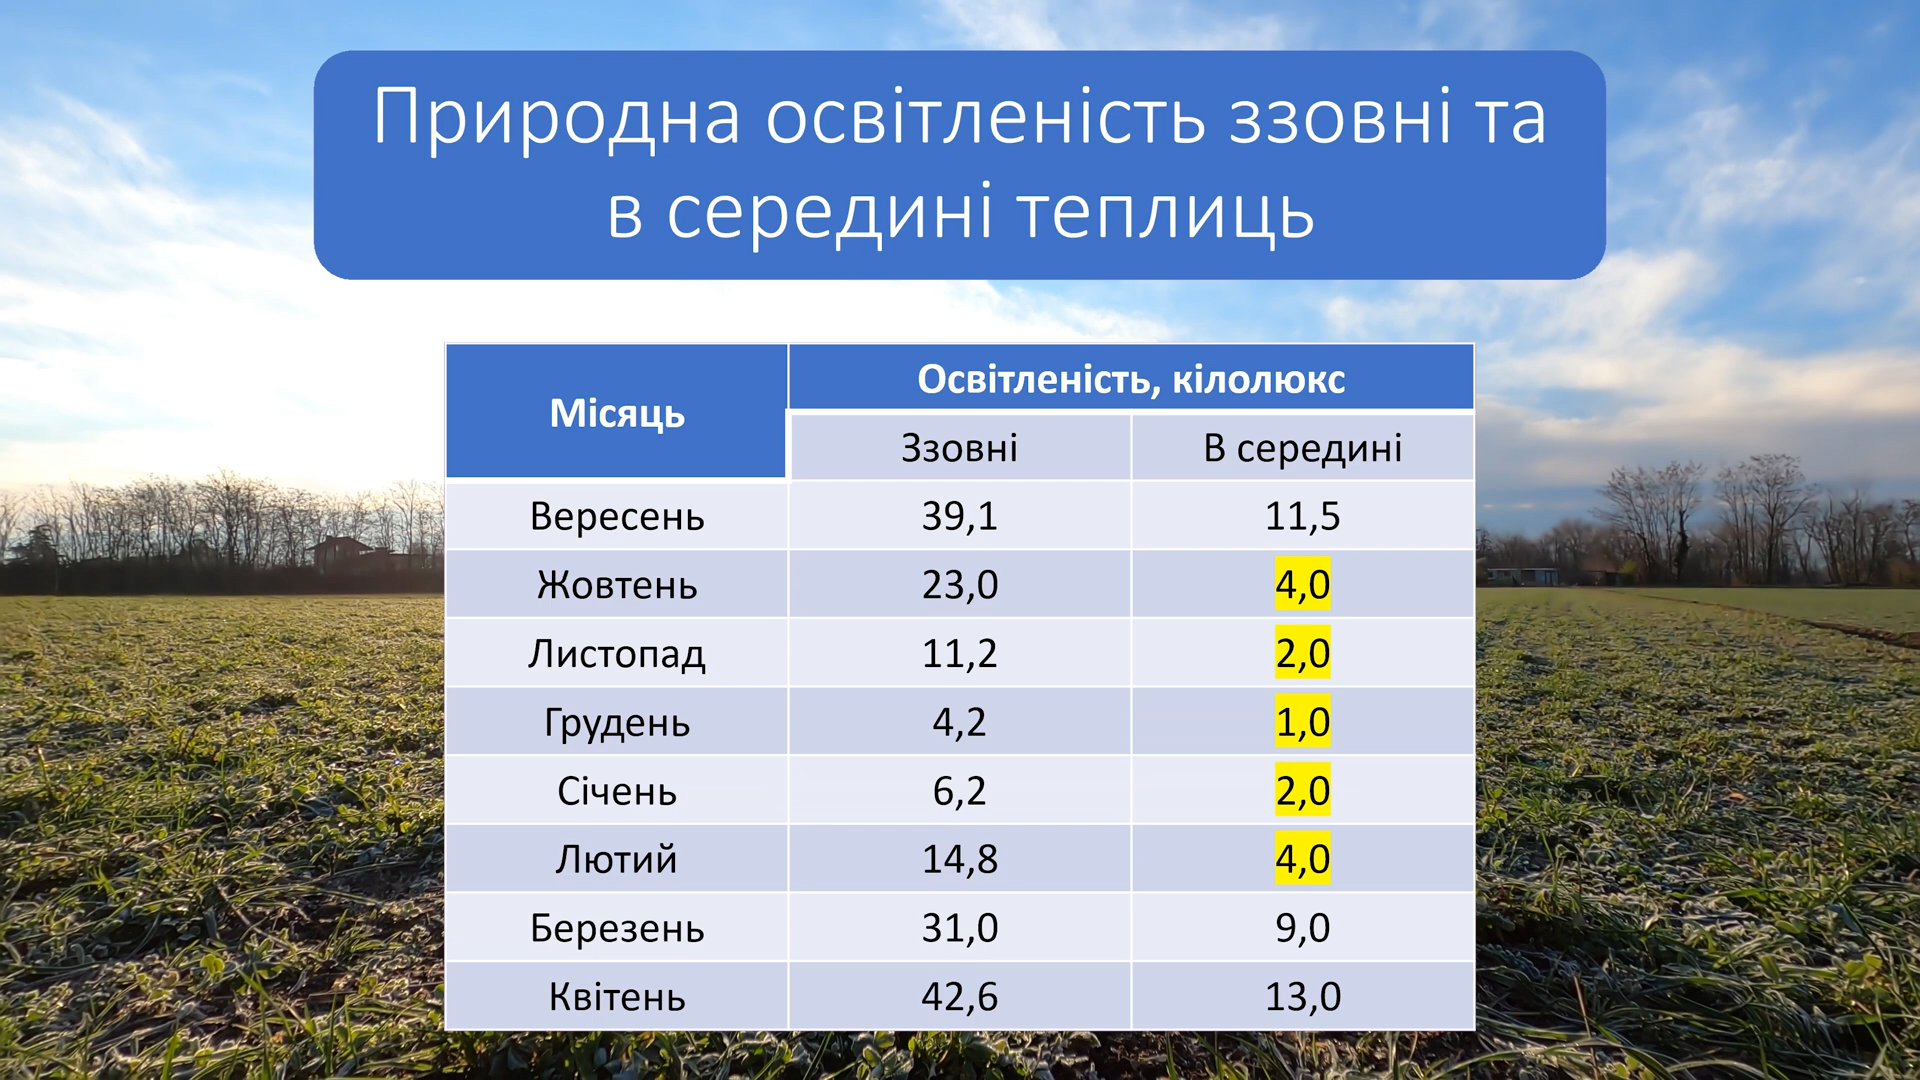 Природна освітленість ззовні та
в середині теплиць
Місяць
Освітленість, кілолюкс
Ззовні
В середині
Вересень 39,1 11,5
Жовтень 23,0 4,0
Листопад 11,2 2,0
Грудень 4,2 1,0
Січень 6,2 2,0
Лютий 14,8 4,0
Березень 31,0 9,0
Квітень 42,6 13,0